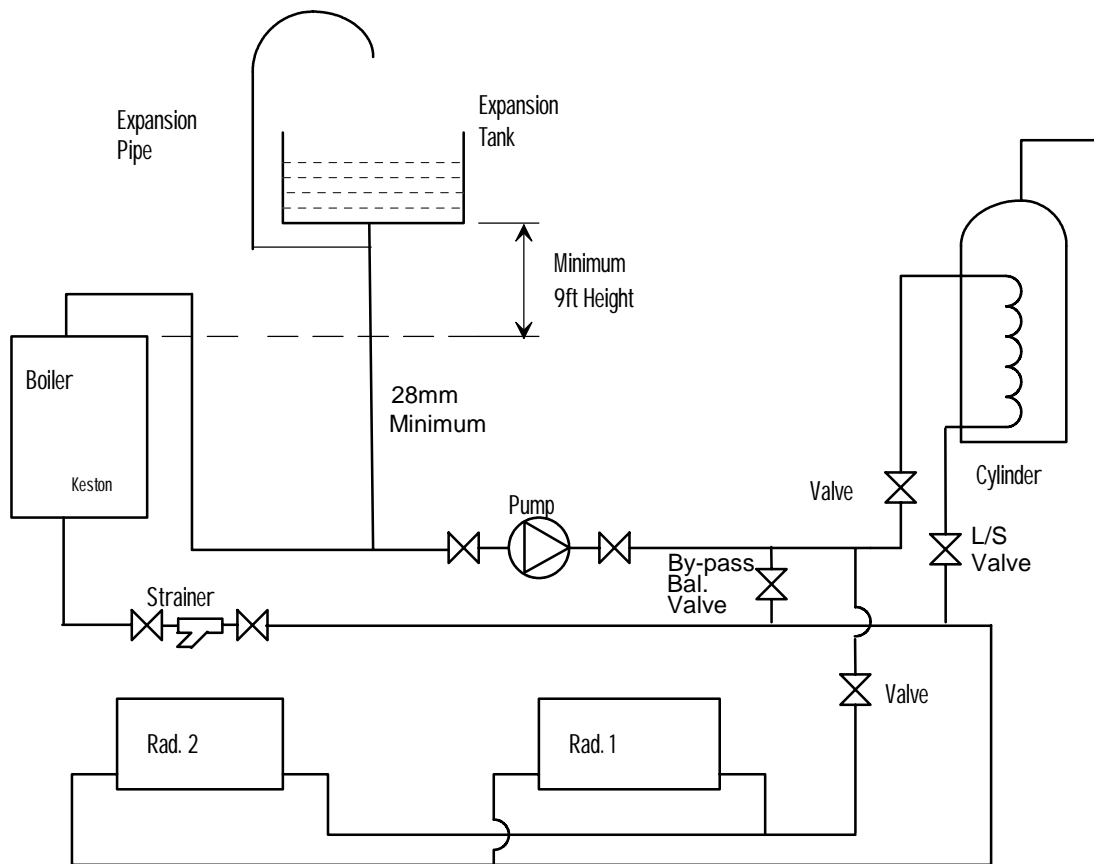 Expansion
Pipe
Expansion
Tank
Minimum
9ft Height
Boiler
Keston
28mm
Minimum
Pump
Valve
Cylinder
L/S
Valve
By-pass
Bal.
Valve
Strainer
Valve
Rad. 2
Rad. 1